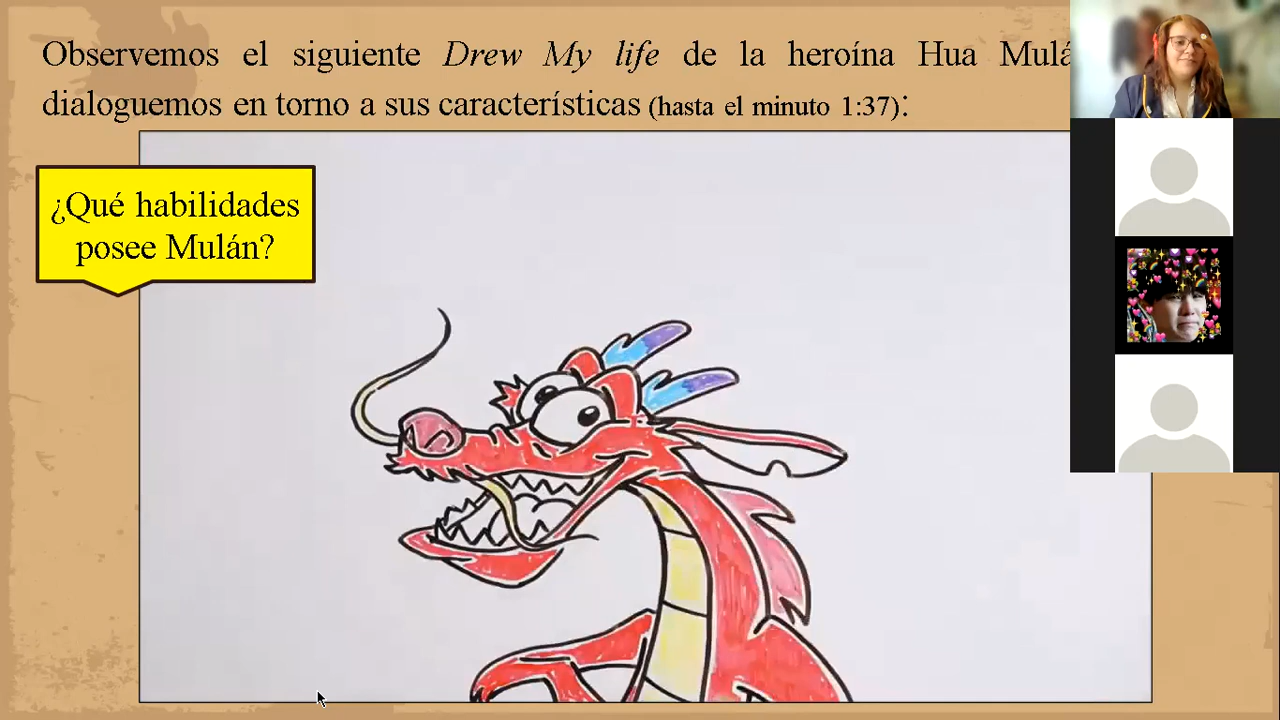 Observemos el siguiente Drew My life de la heroína Hua
dialoguemos en torno a sus características (hasta el minuto 1:37):
¿Qué habilidades
posee Mulán?